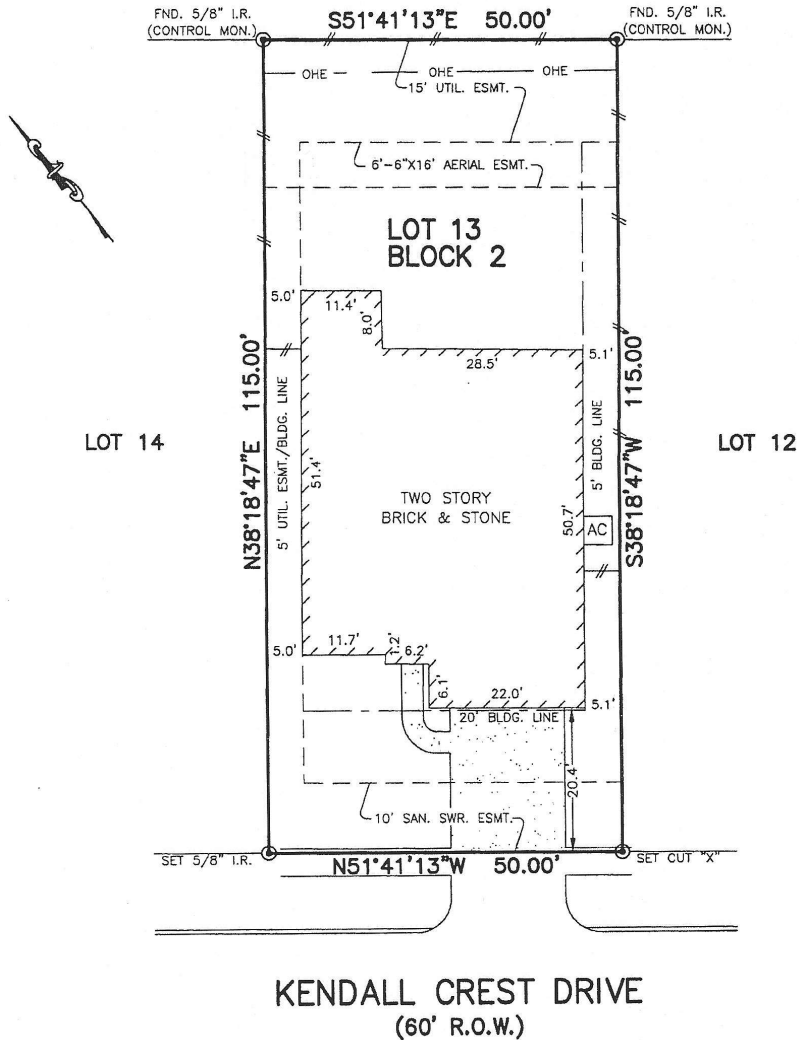 FND. 5/8" I.R.
(CONTROL MON.)
S51°41'13"E 50.00'
FND. 5/8" I.R.
(CONTROL MON.)
OHE
OHE
OHE
15' UTIL. ESMT.
6'-6"X16' AERIAL ESMT.
LOT 13
BLOCK 2
5.0'
11.4'
8.0'
28.5'
5.1'
N38°18'47"E 115.00'
5' UTIL. ESMT./BLDG. LINE
51.4'
LOT 14
TWO STORY
BRICK & STONE
50.7'
5' BLDG. LINE
AC
S38°18'47"W 115.00'
LOT 12
5.0'
11.7'
1.2'
6.2'
6.1'
22.0'
5.1'
20' BLDG. LINE
20.4'
10' SAN. SWR. ESMT.
SET 5/8" I.R.
N51°41'13"W 50.00'
SET CUT "X"
KENDALL CREST DRIVE
(60' R.O.W.)